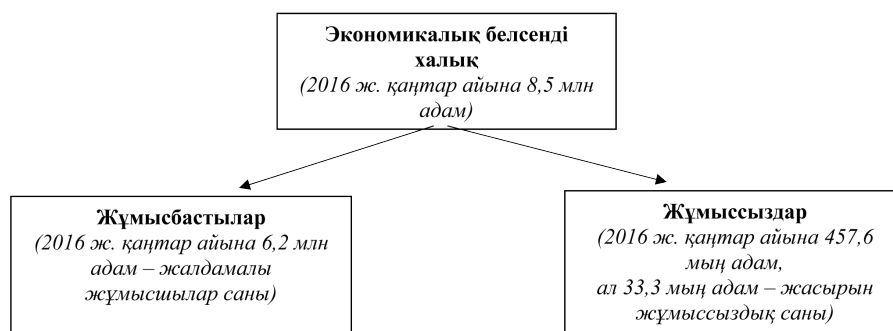 Экономикалық белсенді
халық
(2016 ж. қаңтар айына 8,5 млн
адам)
Жұмысбастылар
(2016 ж. қаңтар айына 6,2 млн
адам – жалдамалы
жұмысшылар саны)
Жұмыссыздар
(2016 ж. қаңтар айына 457,6
мың адам,
ал 33,3 мың адам – жасырын
жұмыссыздық саны)